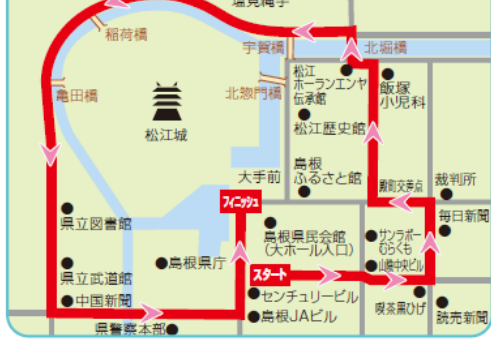 塩見縄手
稲荷橋
宇賀橋
北堀橋
亀田橋
北惣門橋
松江
ホーランエンヤ
伝承館
飯塚
小児科
松江城
松江歴史館
大手前
島根
ふるさと館
殿町交差点
裁判所
フィニッシュ
県立図書館
島根県民会館
(大ホール入口)
サンラポー
むらくも
毎日新聞
県立武道館
島根県庁
スタート
山陰中央ビル
中国新聞
センチュリービル
喫茶黒ひげ
県警察本部
島根JAビル
読売新聞